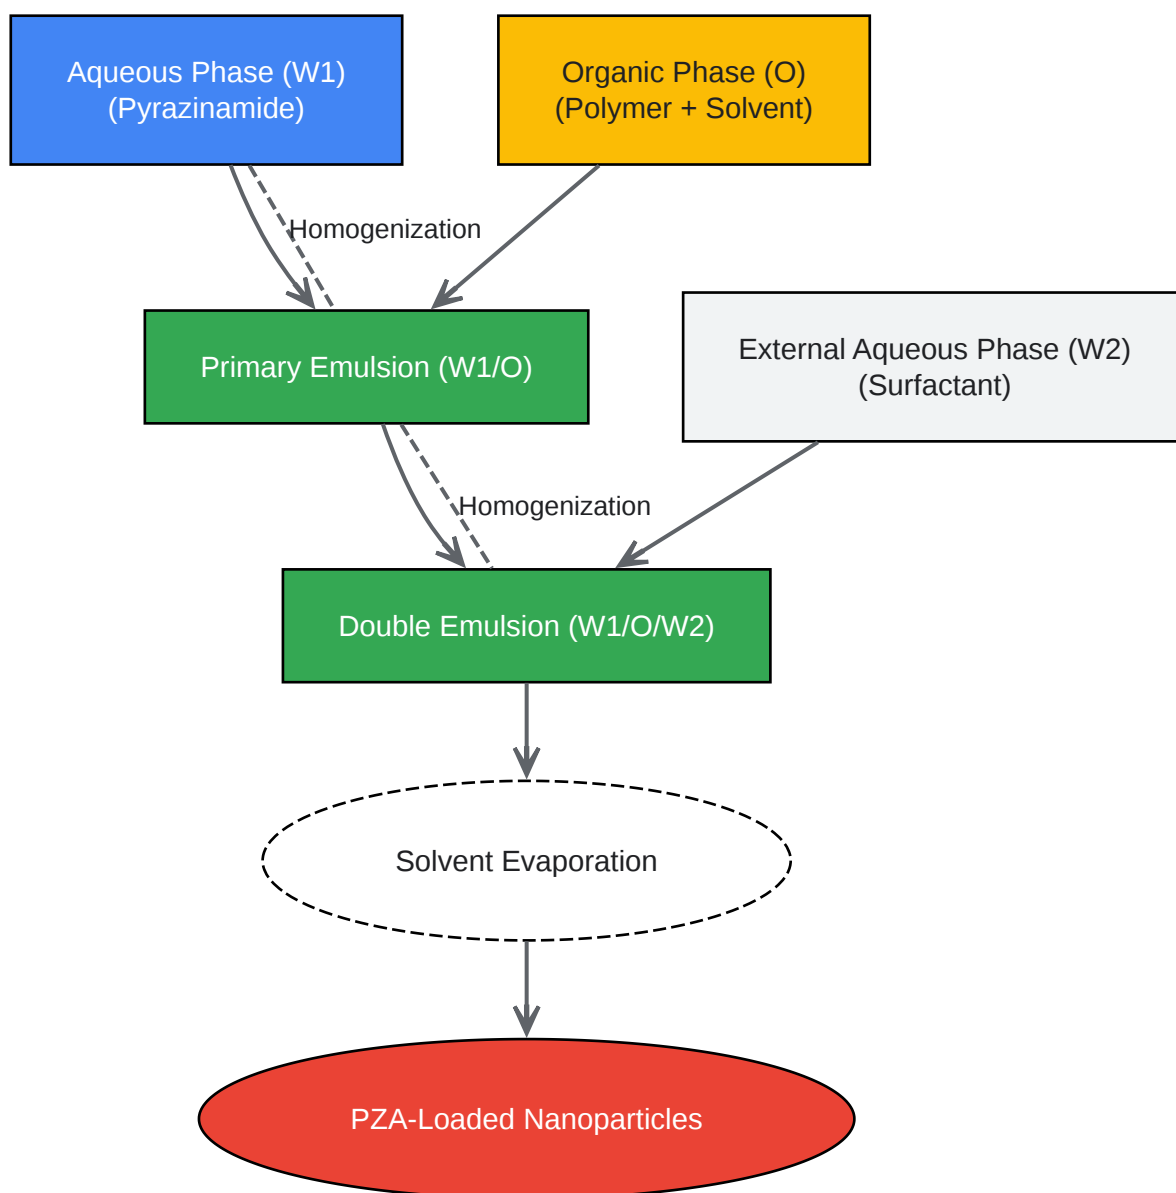 Aqueous Phase (W1)
(Pyrazinamide)
Organic Phase (O)
(Polymer + Solvent)
Homogenization
Primary Emulsion (W1/O)
External Aqueous Phase (W2)
(Surfactant)
Homogenization
Double Emulsion (W1/O/W2)
Solvent Evaporation
PZA-Loaded Nanoparticles